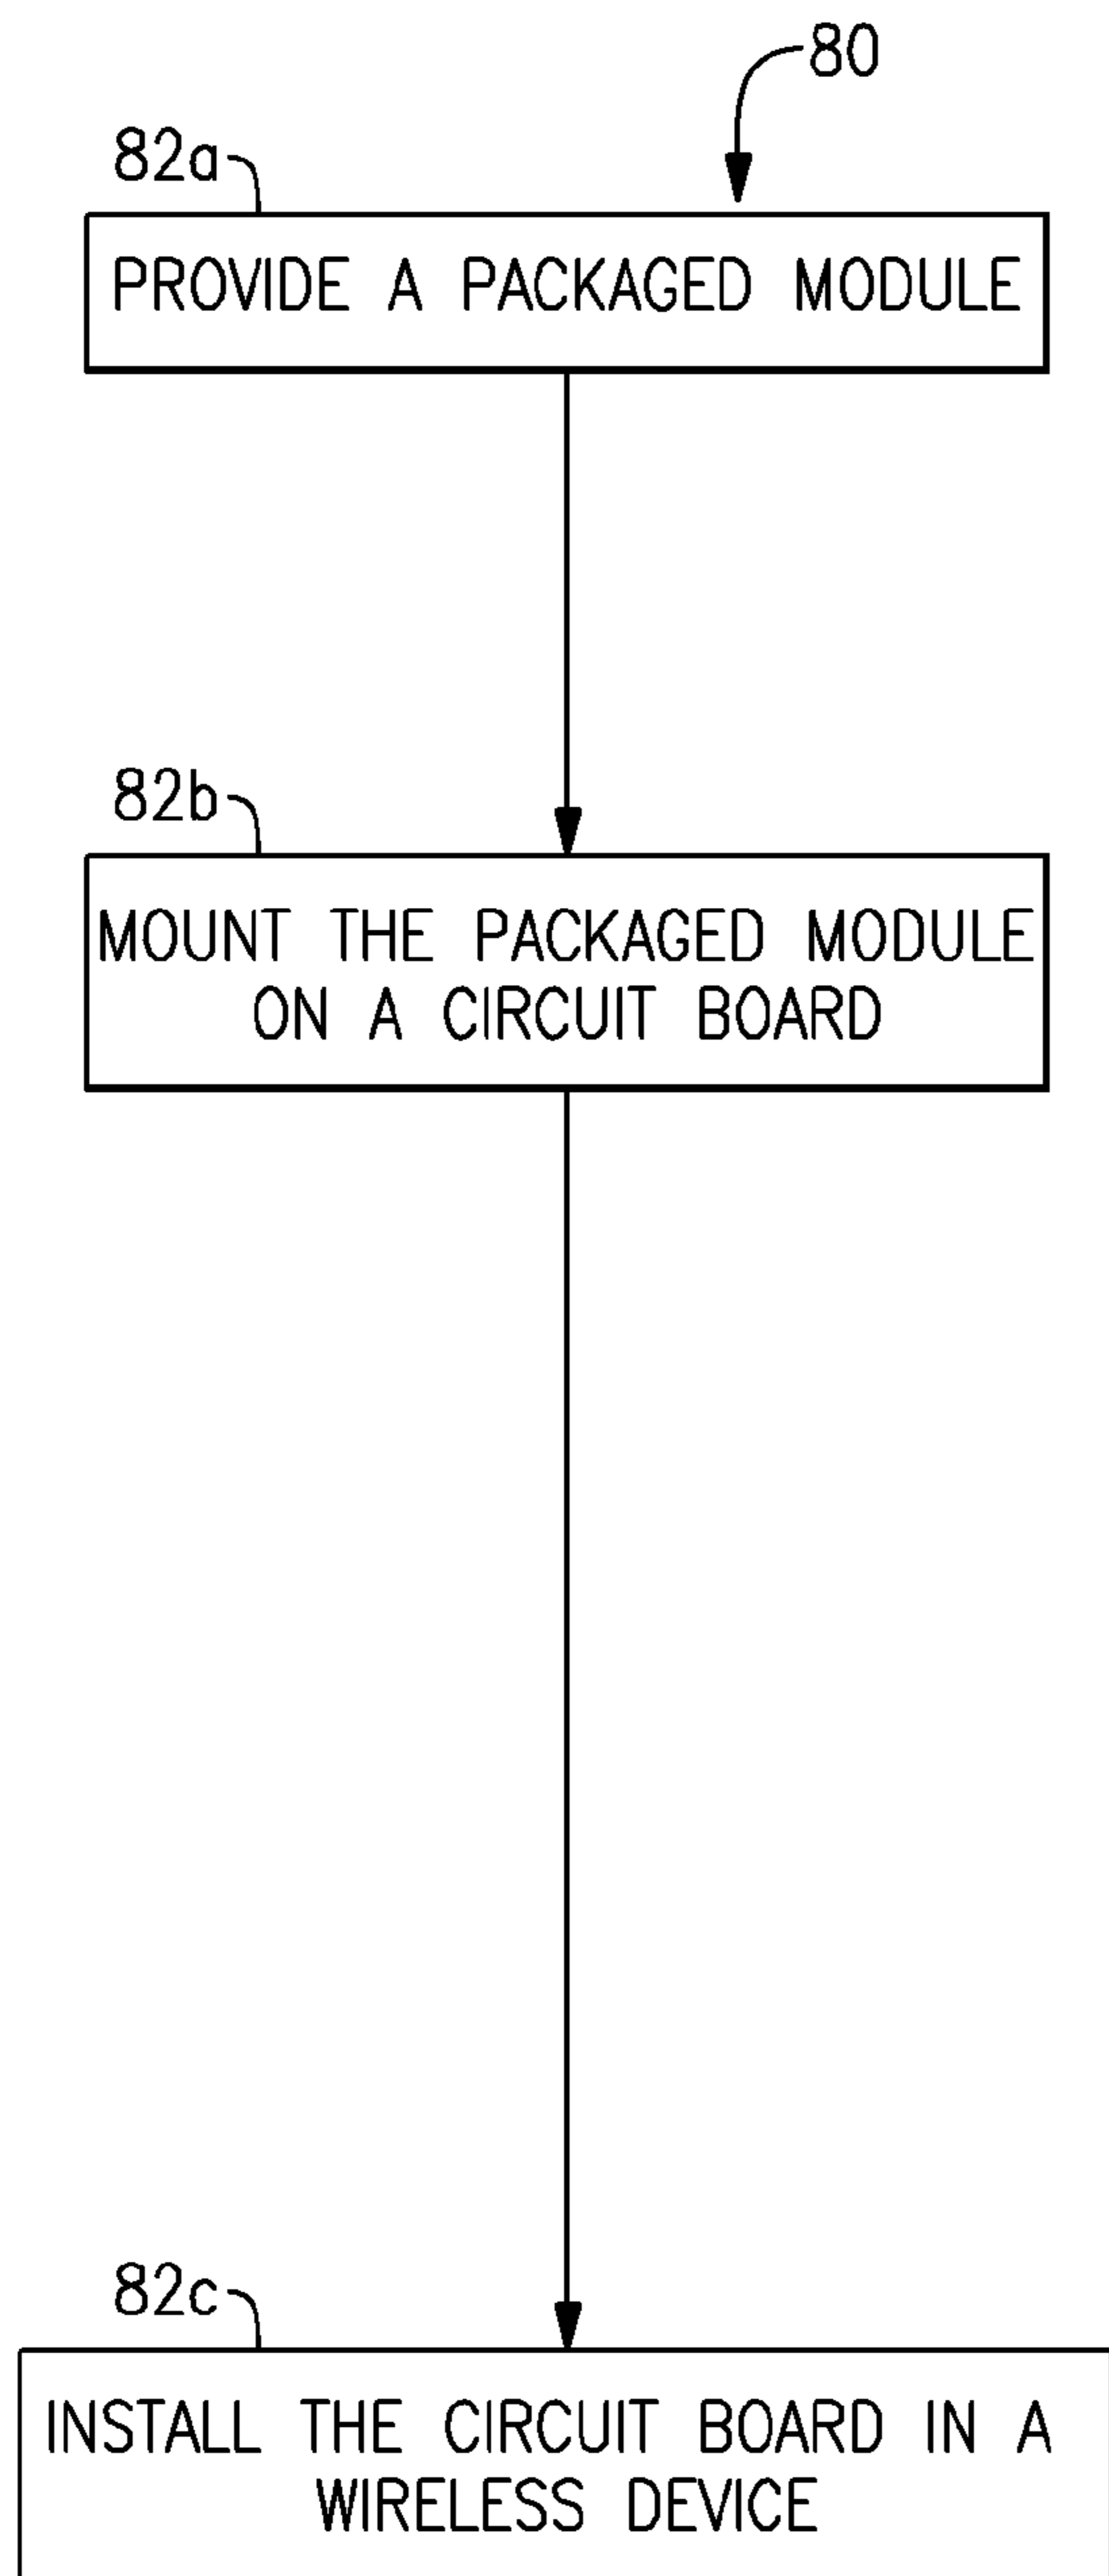 80
82a
PROVIDE A PACKAGED MODULE
82b
MOUNT THE PACKAGED MODULE
ON A CIRCUIT BOARD
82c
INSTALL THE CIRCUIT BOARD IN A
WIRELESS DEVICE